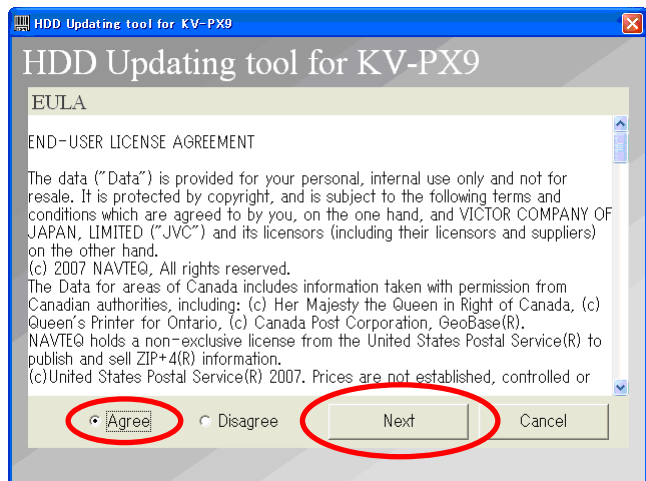 HDD Updating tool for KV-PX9
HDD Updating tool for KV-PX9
EULA
END-USER LICENSE AGREEMENT
The data ("Data") is provided for your personal, internal use only and not for
resale. It is protected by copyright, and is subject to the following terms and
conditions which are agreed to by you, on the one hand, and VICTOR COMPANY OF
JAPAN, LIMITED ("JVC") and its licensors (including their licensors and suppliers)
on the other hand.
(c) 2007 NAVTEQ, All rights reserved.
The Data for areas of Canada includes information taken with permission from
Canadian authorities, including: (c) Her Majesty the Queen in Right of Canada, (c)
Queen's Printer for Ontario, (c) Canada Post Corporation, GeoBase(R).
NAVTEQ holds a non-exclusive license from the United States Postal Service(R) to
publish and sell ZIP+4(R) information.
(c)United States Postal Service(R) 2007. Prices are not established, controlled or
Agree Disagree Next Cancel